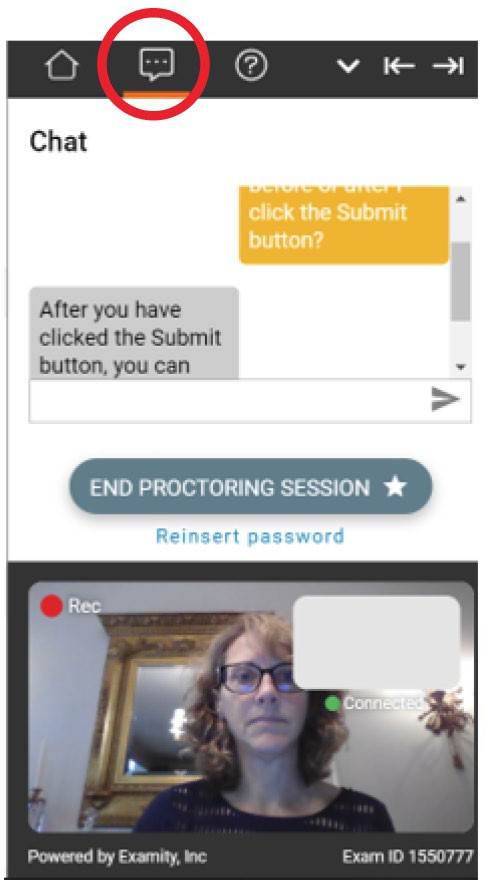 Chat
before or after I
click the Submit
button?
After you have
clicked the Submit
button, you can
END PROCTORING SESSION
Reinsert password
Rec
Connected
Powered by Examity, Inc
Exam ID 1550777